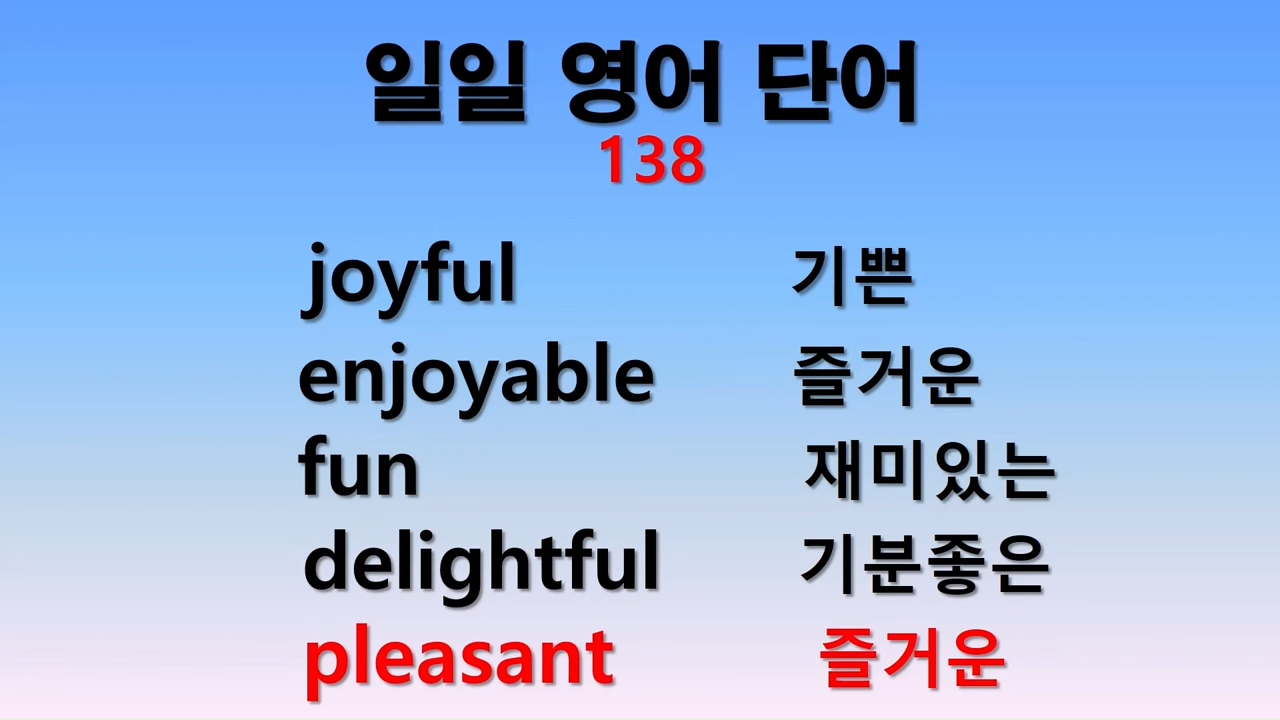 일일 영어 단어
138
joyful 기쁜
enjoyable 즐거운
fun 재미있는
delightful 기분좋은
pleasant 즐거운